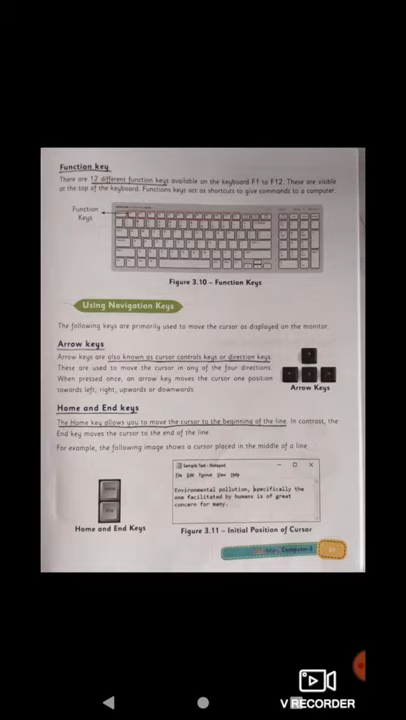 Function key
There are 12 different function keys available on the keyboard F1 to F12. These are visible
at the top of the keyboard. Functions keys act as shortcuts to give commands to a computer.
Function
Keys
Figure 3.10 – Function Keys
Using Navigation Keys
The following keys are primarily used to move the cursor as displayed on the monitor.
Arrow keys
Arrow keys are also known as cursor controls keys or direction keys.
These are used to move the cursor in any of the four directions.
When pressed once, an arrow key moves the cursor one position
towards left, right, upwards or downwards.
Arrow Keys
Home and End keys
The Home key allows you to move the cursor to the beginning of the line. In contrast, the
End key moves the cursor to the end of the line.
For example, the following image shows a cursor placed in the middle of a line
Sample Text - Notepad
File Edit Format View Help
Environmental pollution, specifically the
one facilitated by humans is of great
concern for many.
Home and End Keys
Figure 3.11 – Initial Position of Cursor
Computer-3
V RECORDER